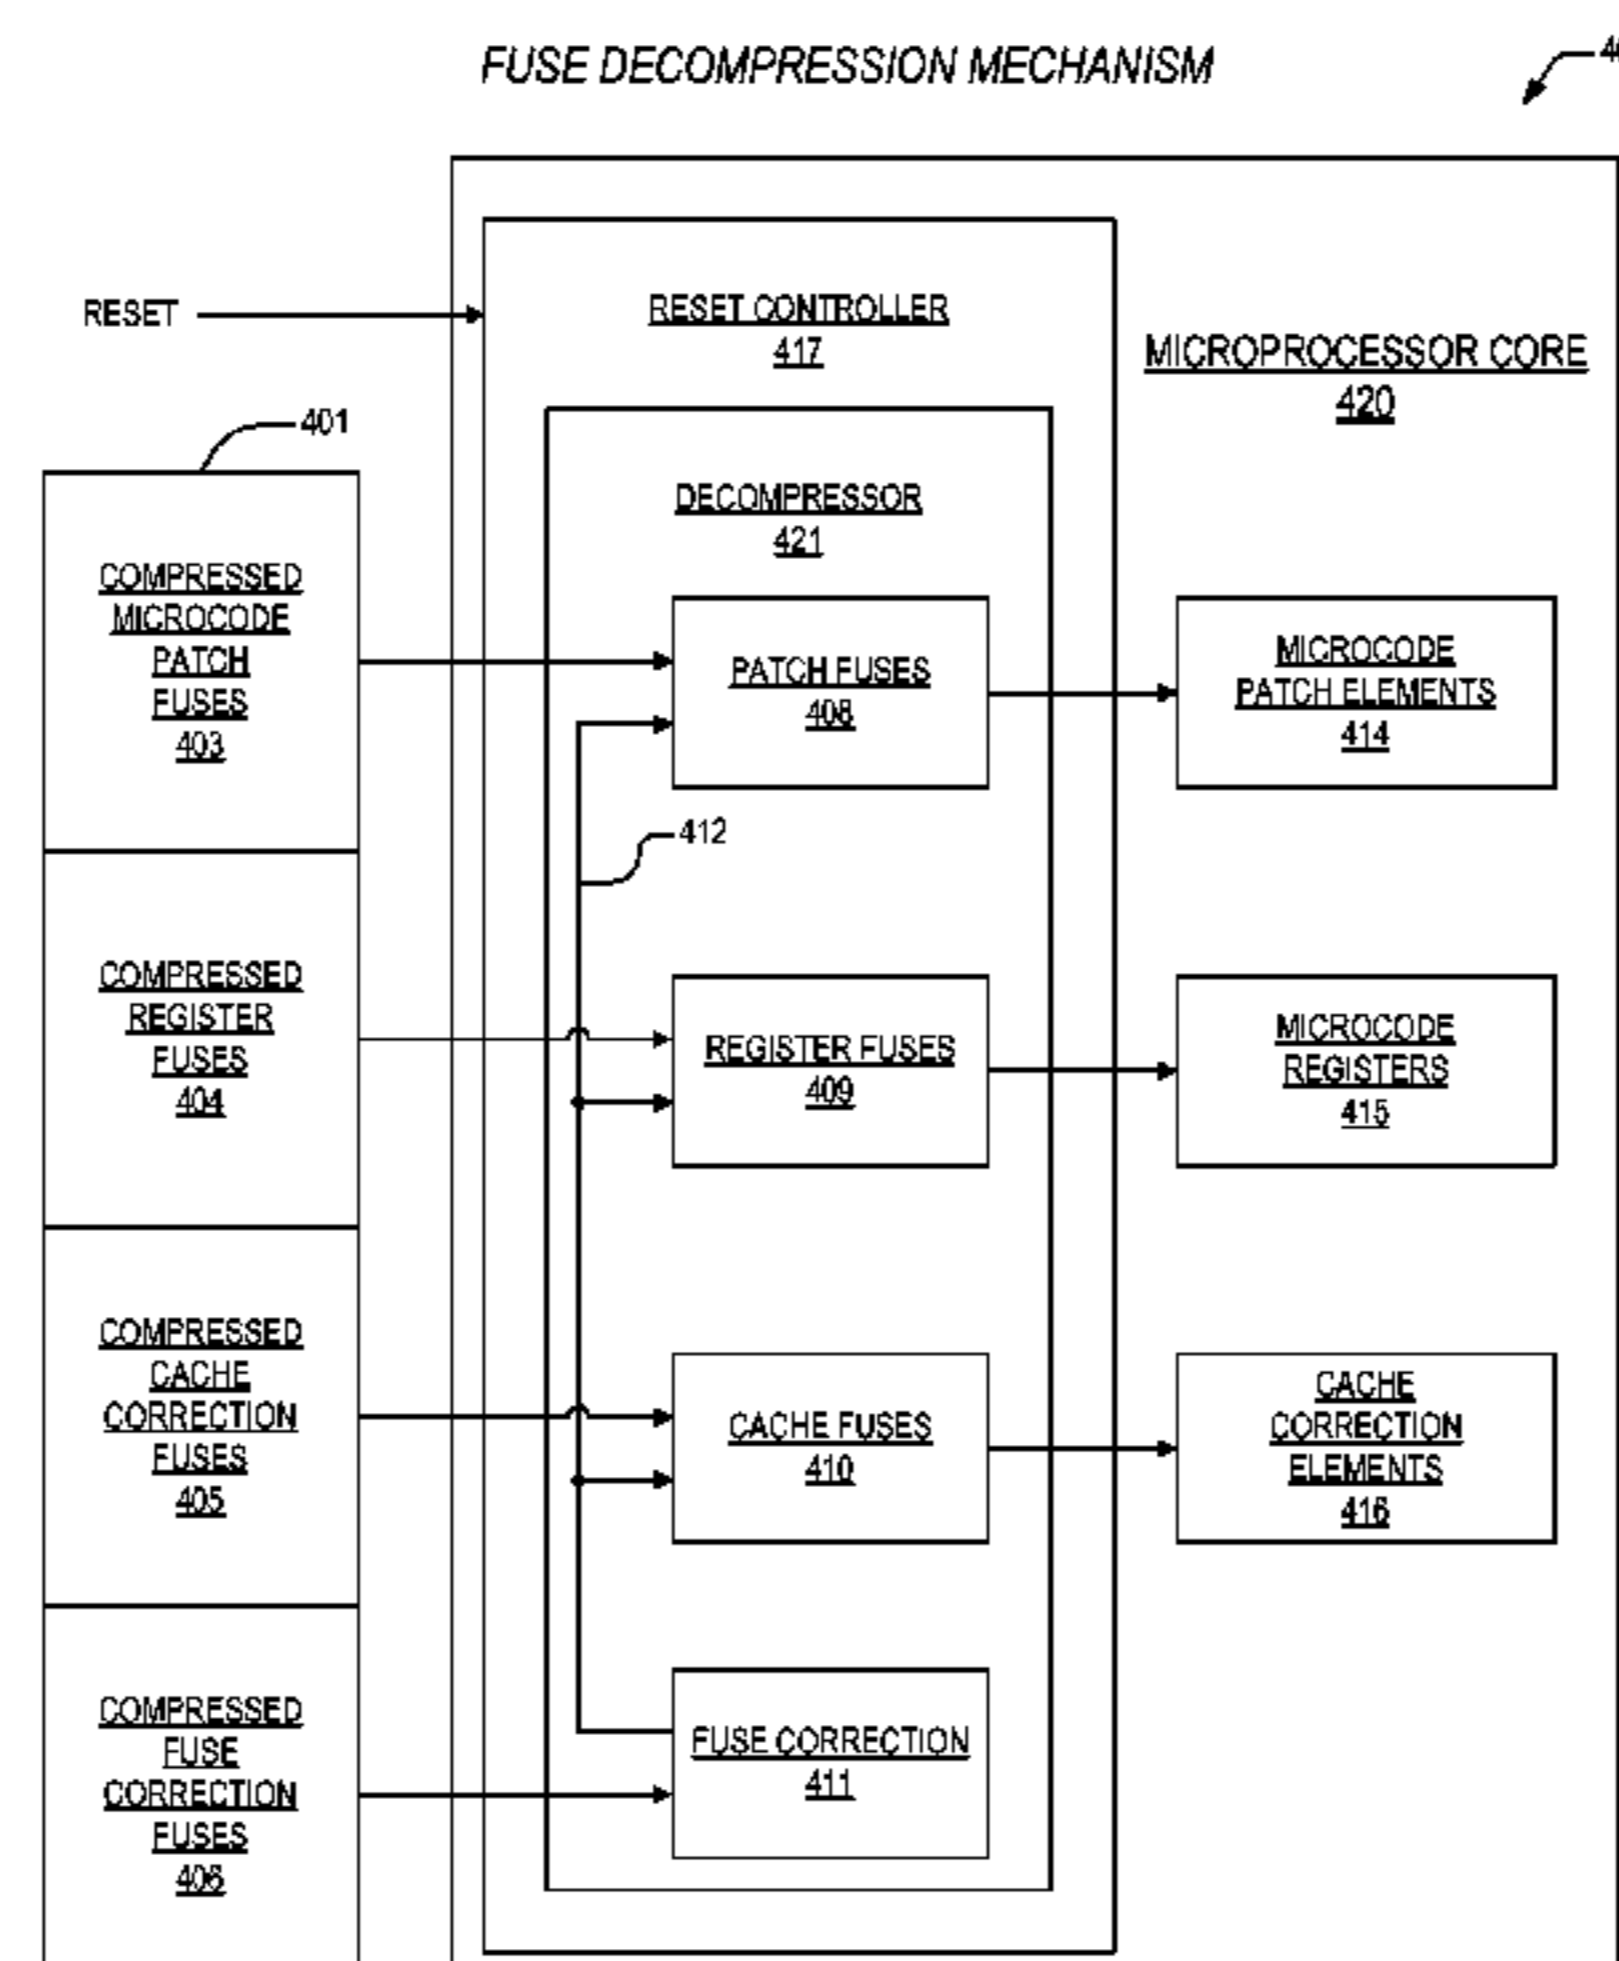 FUSE DECOMPRESSION MECHANISM
RESET
RESET CONTROLLER
417
MICROPROCESSOR CORE
420
401
DECOMPRESSOR
421
COMPRESSED
MICROCODE
PATCH
FUSES
403
PATCH FUSES
408
MICROCODE
PATCH ELEMENTS
414
412
COMPRESSED
REGISTER
FUSES
404
REGISTER FUSES
409
MICROCODE
REGISTERS
415
COMPRESSED
CACHE
CORRECTION
FUSES
405
CACHE FUSES
410
CACHE
CORRECTION
ELEMENTS
416
COMPRESSED
FUSE
CORRECTION
FUSES
406
FUSE CORRECTION
411